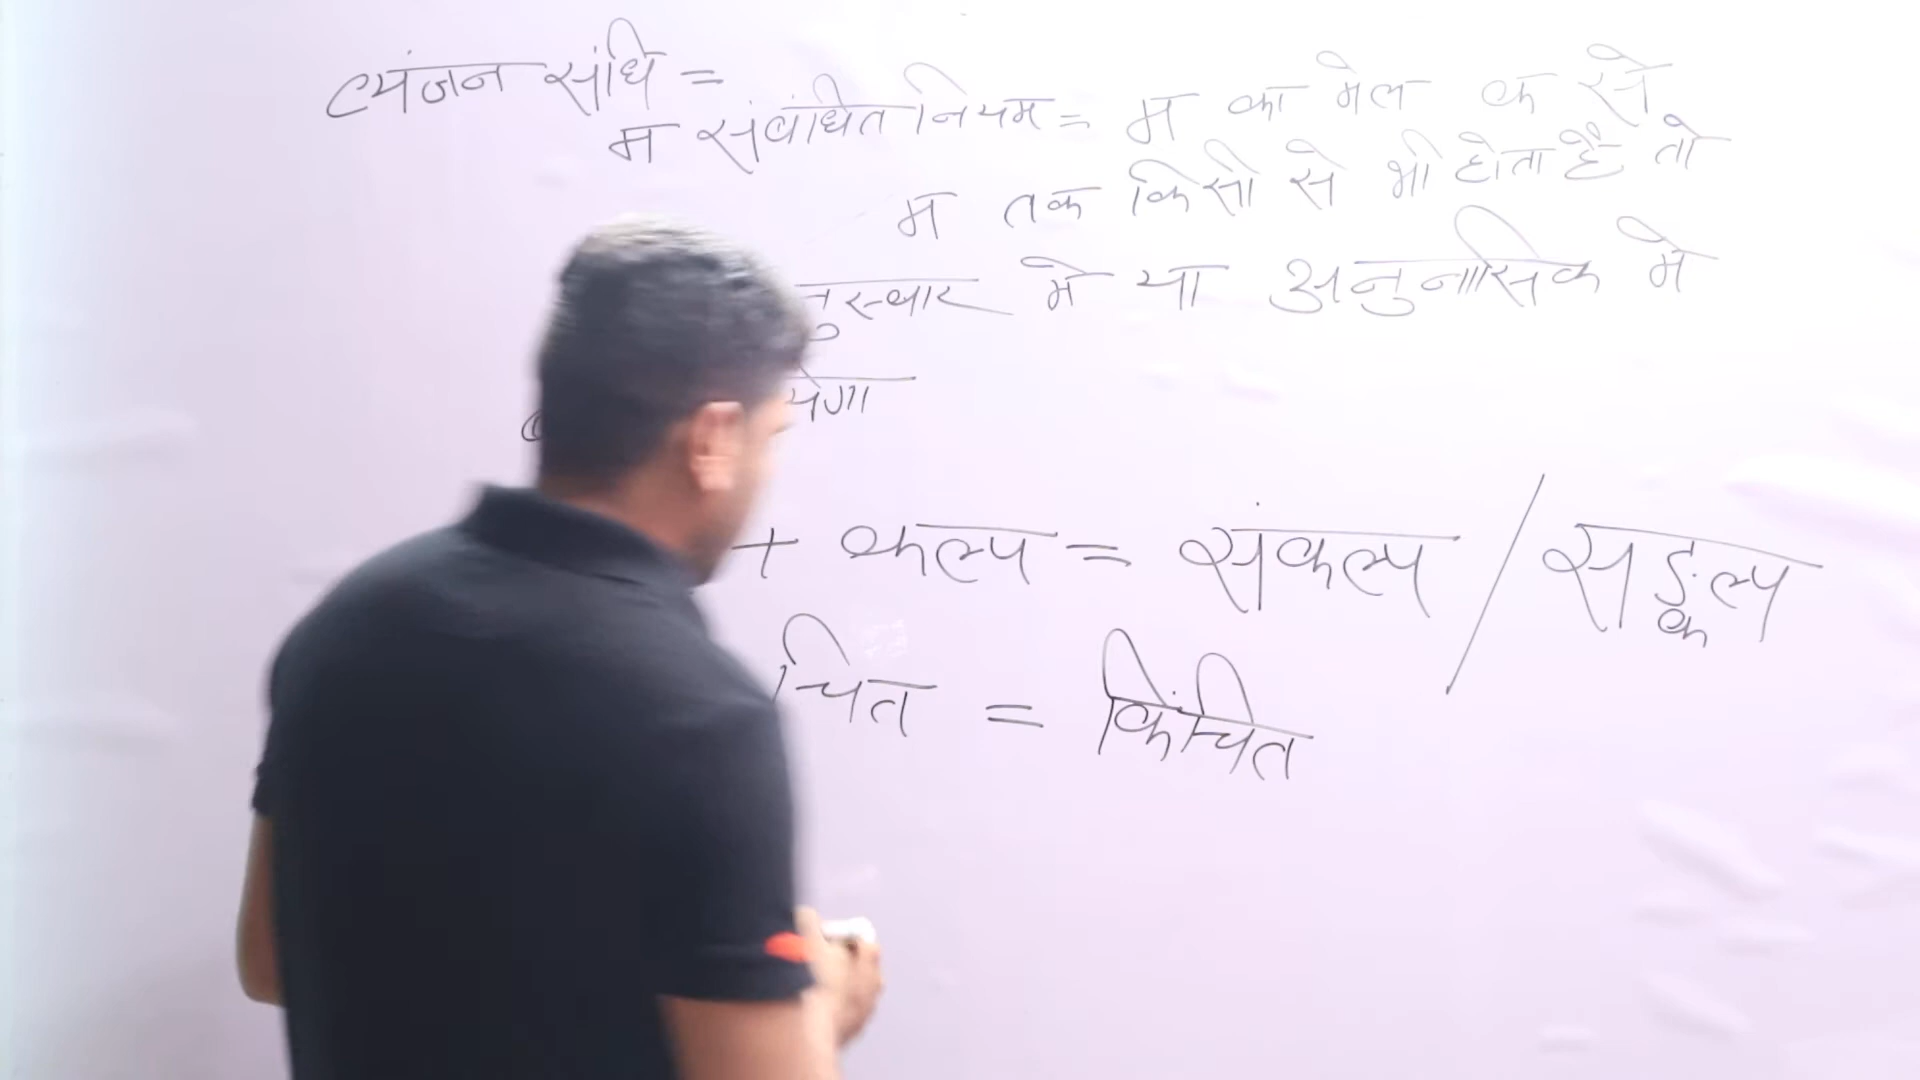 व्यंजन संधि =
म संबंधित नियम = म का मेल क से
म तक किसी से भी होता है तो
नुस्वार मे या अनुनासिक मे
येगा
+ कल्प = संकल्प / सङ्कल्प
चित = किंचित